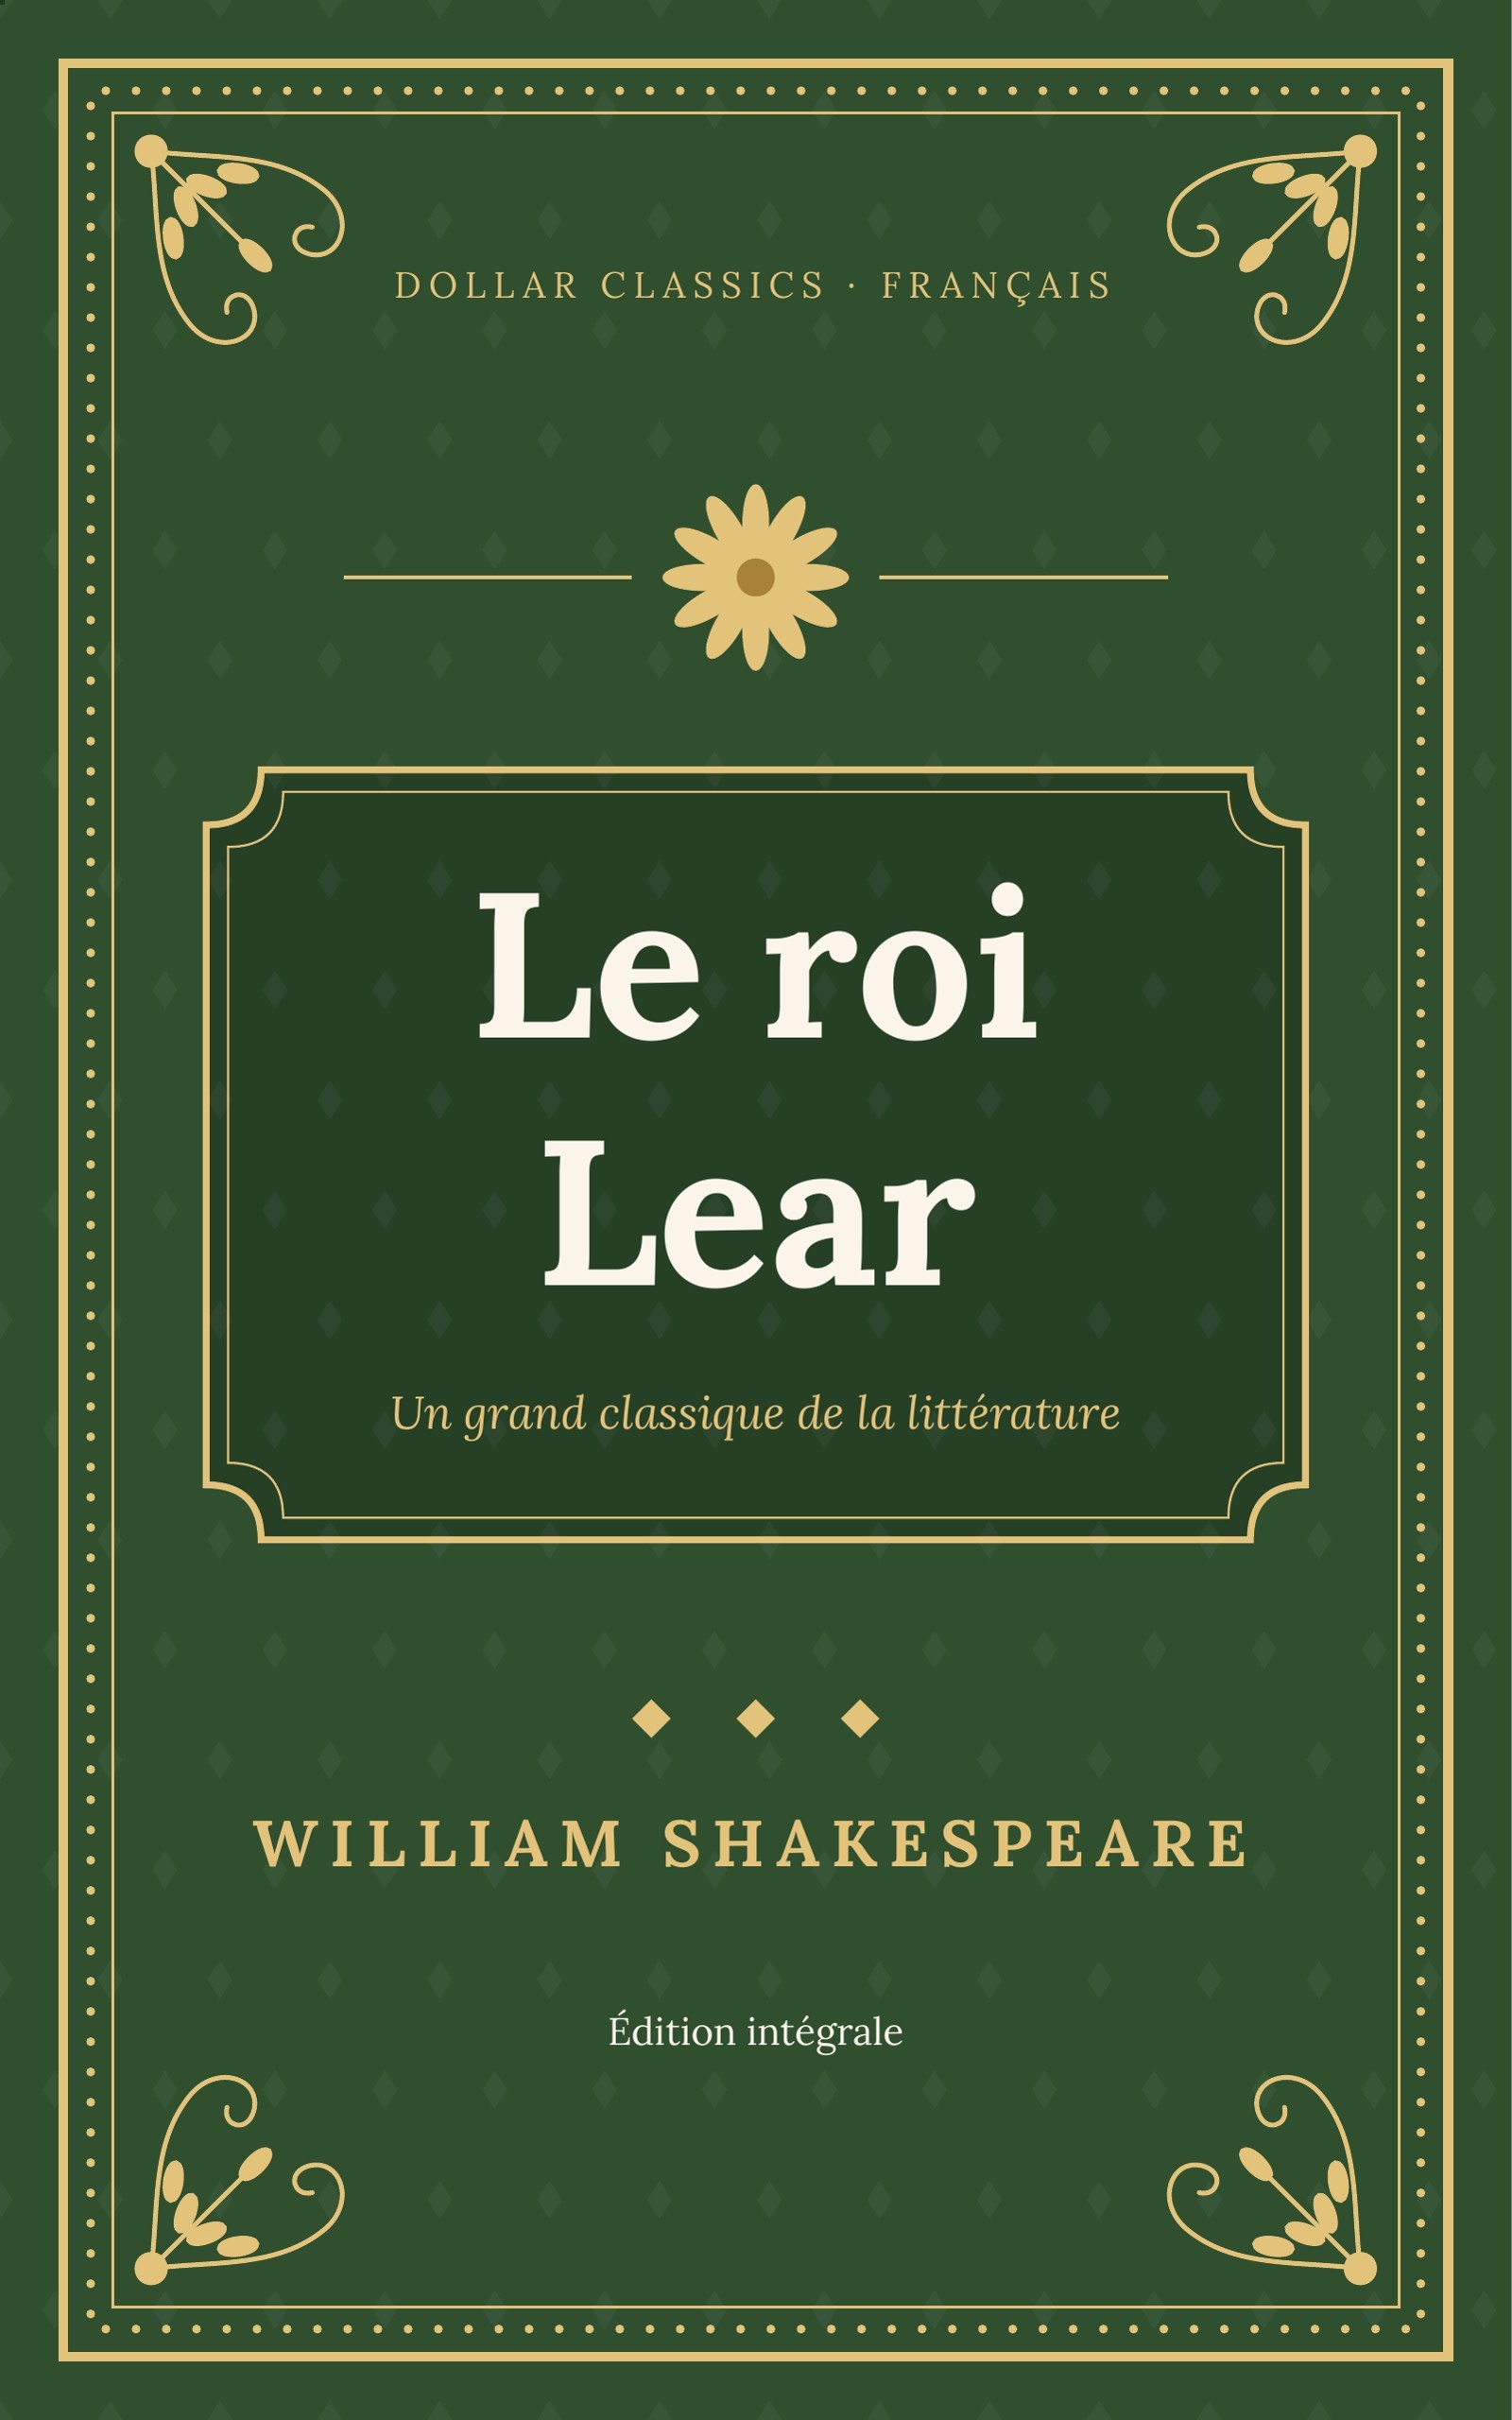 DOLLAR CLASSICS · FRANÇAIS
Le roi
Lear
Un grand classique de la littérature
WILLIAM SHAKESPEARE
Édition intégrale